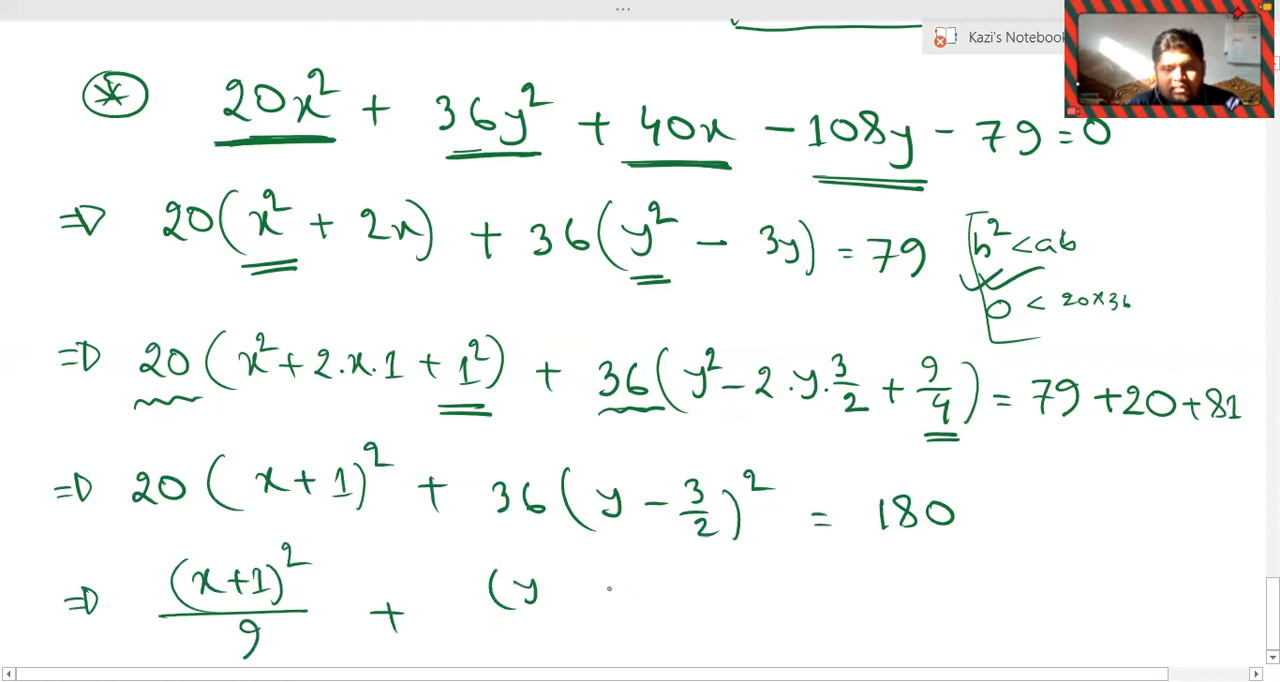 ...
Kazi's Notebook
* 20x² + 36y² + 40x - 108y - 79 = 0
⇒ 20(x² + 2x) + 36(y² - 3y) = 79
b² < ab
0 < 20×36
⇒ 20(x² + 2.x.1 + 1²) + 36(y² - 2.y.3/2 + 9/4) = 79 + 20 + 81
⇒ 20(x + 1)² + 36(y - 3/2)² = 180
⇒ (x+1)²/9 + (y